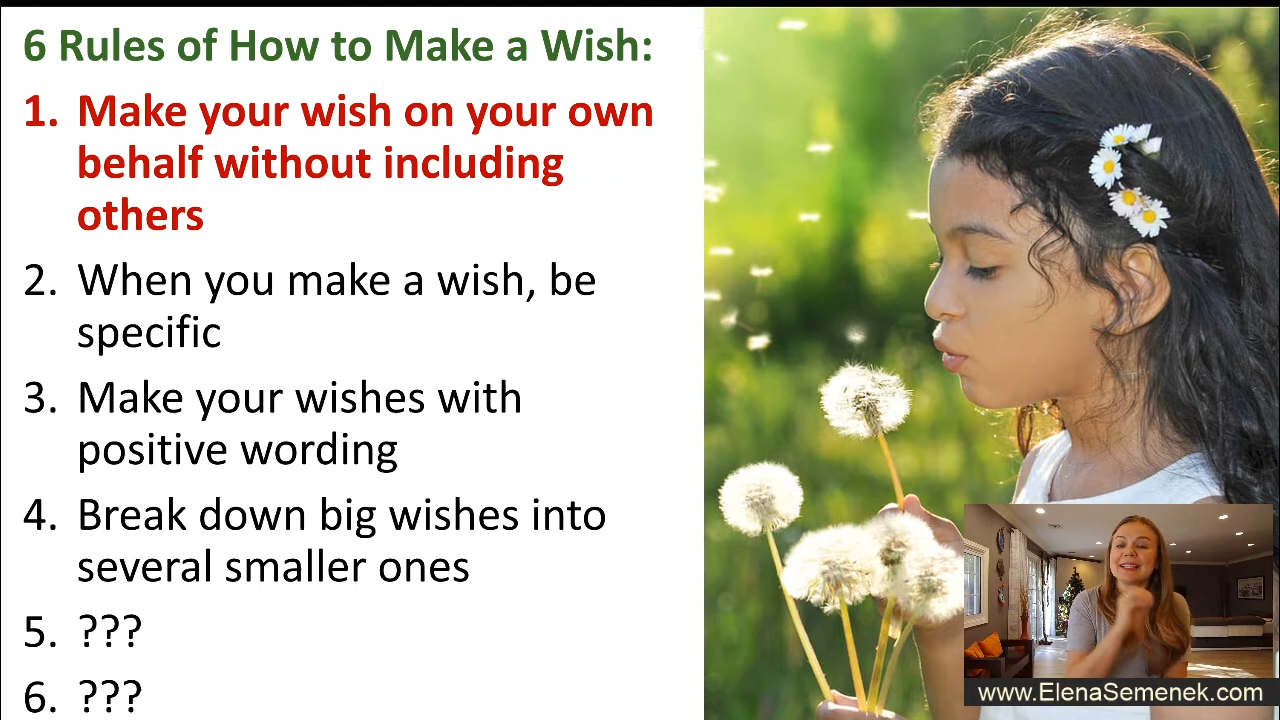 6 Rules of How to Make a Wish:
1. Make your wish on your own
behalf without including
others
2. When you make a wish, be
specific
3. Make your wishes with
positive wording
4. Break down big wishes into
several smaller ones
5. ???
6. ???
www.ElenaSemenek.com